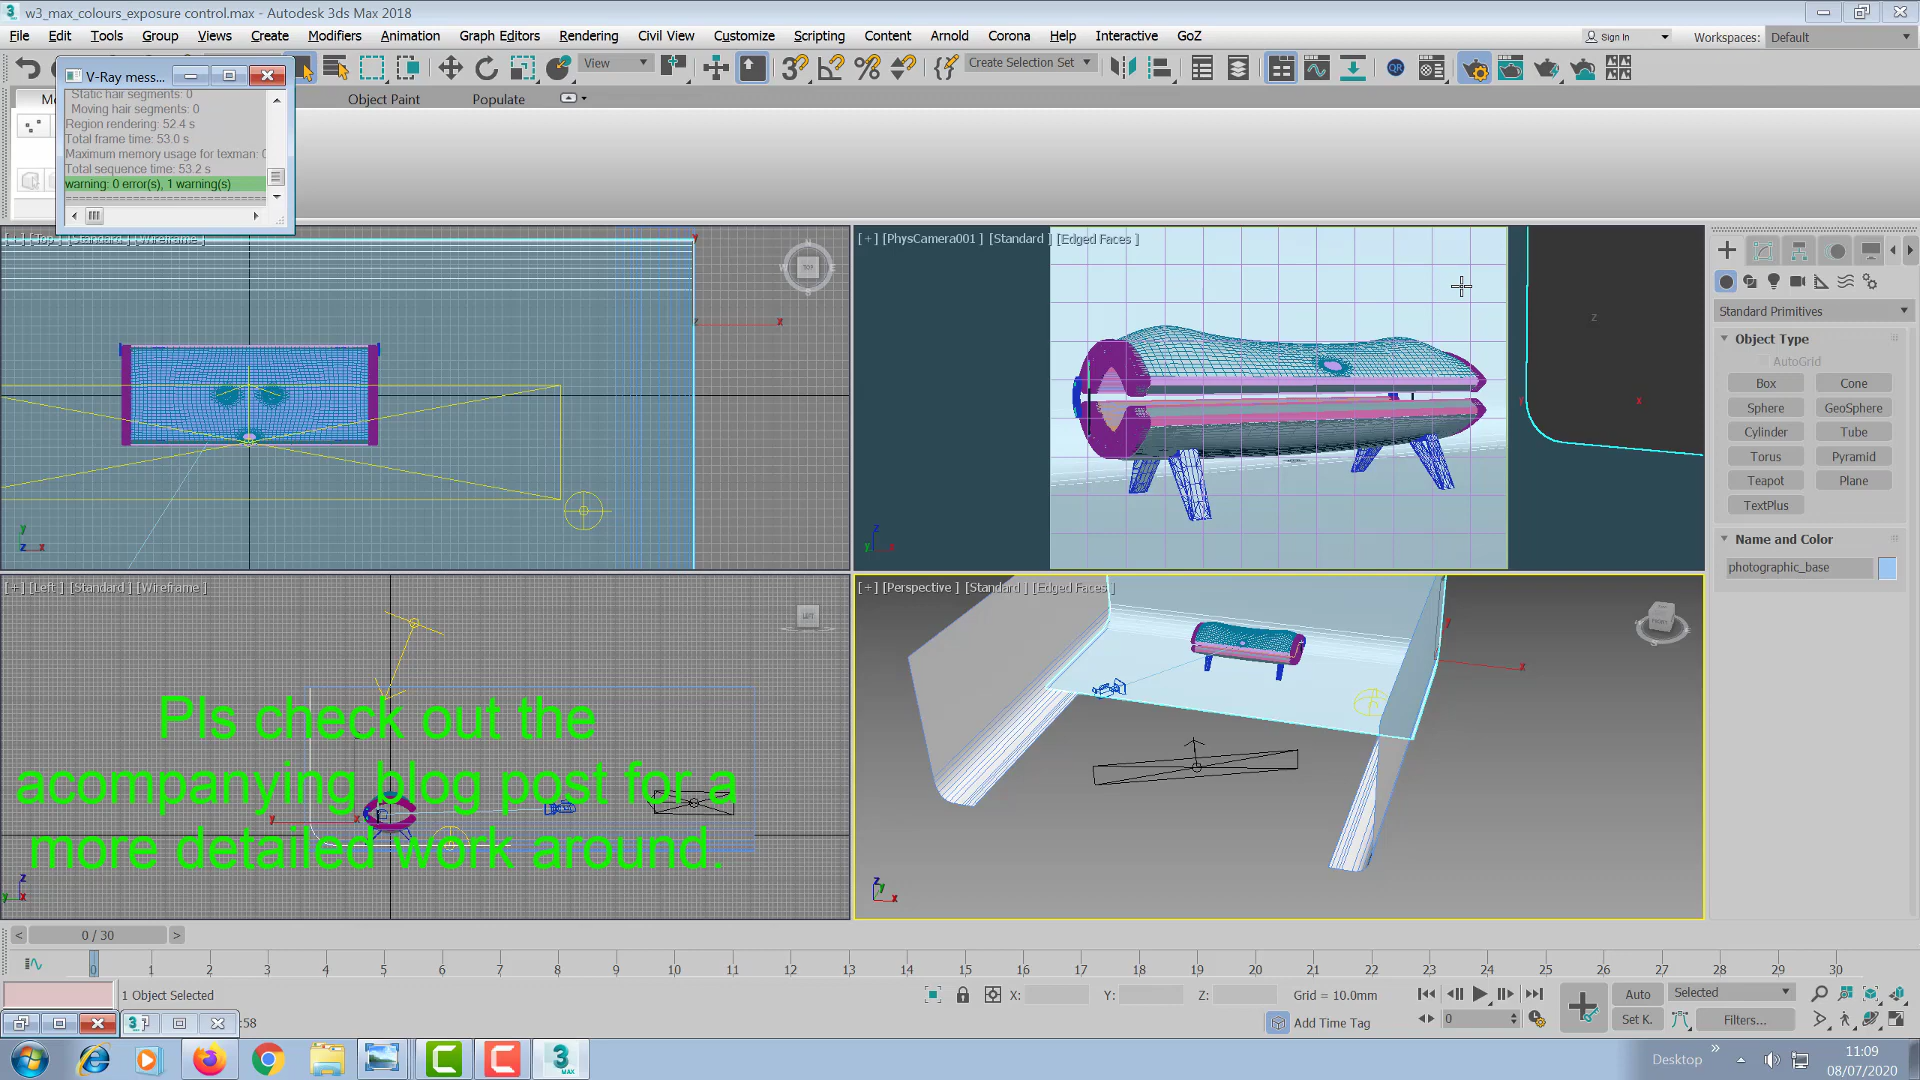 w3_max_colours_exposure control.max - Autodesk 3ds Max 2018
File Edit Tools Group Views Create Modifiers Animation Graph Editors Rendering Civil View Customize Scripting Content Arnold Corona Help Interactive GoZ
Sign In Workspaces: Default
V-Ray mess...
View
Create Selection Set
Object Paint Populate
Static hair segments: 0
Moving hair segments: 0
Region rendering: 52.4 s
Total frame time: 53.0 s
Maximum memory usage for texman: 0
Total sequence time: 53.2 s
warning: 0 error(s), 1 warning(s)
[+] [Top] [Standard] [Wireframe]
[+] [PhysCamera001] [Standard] [Edged Faces]
Standard Primitives
Object Type
AutoGrid
Box Cone
Sphere GeoSphere
Cylinder Tube
Torus Pyramid
Teapot Plane
TextPlus
Name and Color
photographic_base
[+] [Left] [Standard] [Wireframe]
[+] [Perspective] [Standard] [Edged Faces]
TOP
LEFT
FRONT
Pls check out the
acompanying blog post for a
more detailed work around.
0 / 30
0 1 2 3 4 5 6 7 8 9 10 11 12 13 14 15 16 17 18 19 20 21 22 23 24 25 26 27 28 29 30
1 Object Selected
X: Y: Z: Grid = 10.0mm
Auto Selected
:58
Add Time Tag
0
Set K. Filters...
Desktop
11:09
08/07/2020